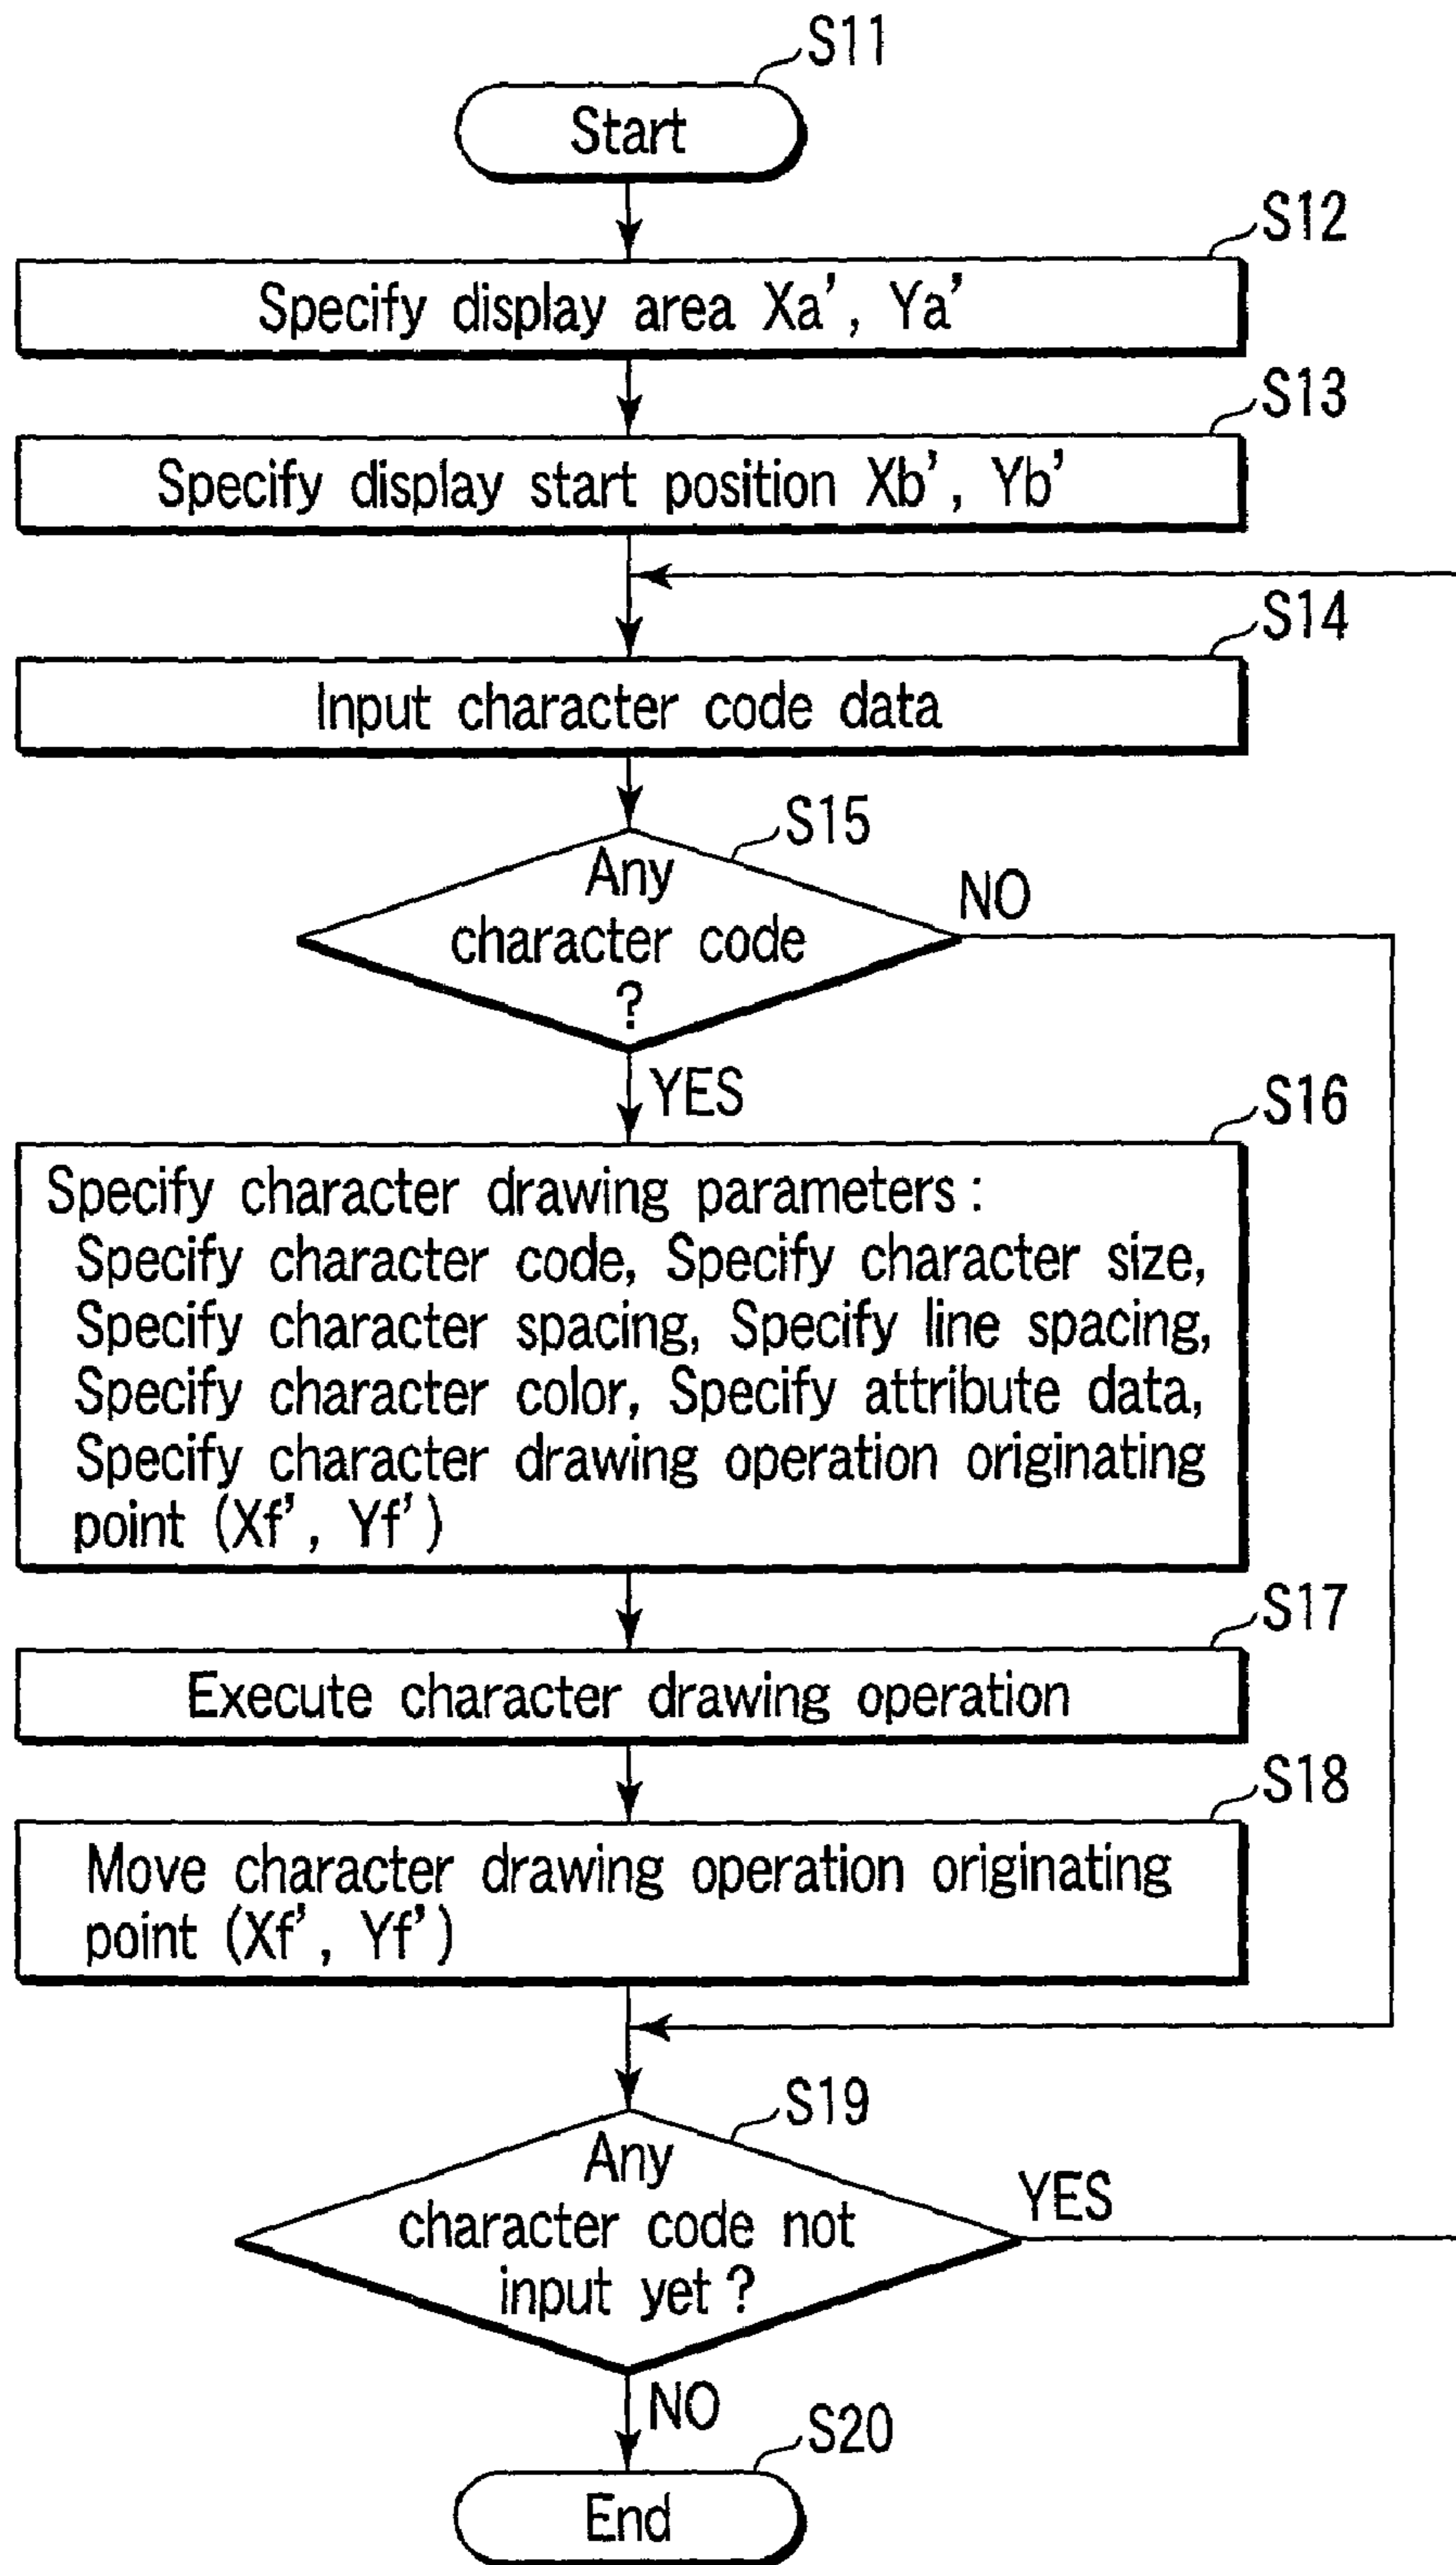 S11
Start
S12
Specify display area Xa', Ya'
S13
Specify display start position Xb', Yb'
S14
Input character code data
S15
Any
character code
?
NO
YES
S16
Specify character drawing parameters:
Specify character code, Specify character size,
Specify character spacing, Specify line spacing,
Specify character color, Specify attribute data,
Specify character drawing operation originating
point (Xf', Yf')
S17
Execute character drawing operation
S18
Move character drawing operation originating
point (Xf', Yf')
S19
Any
character code not
input yet?
YES
NO
S20
End